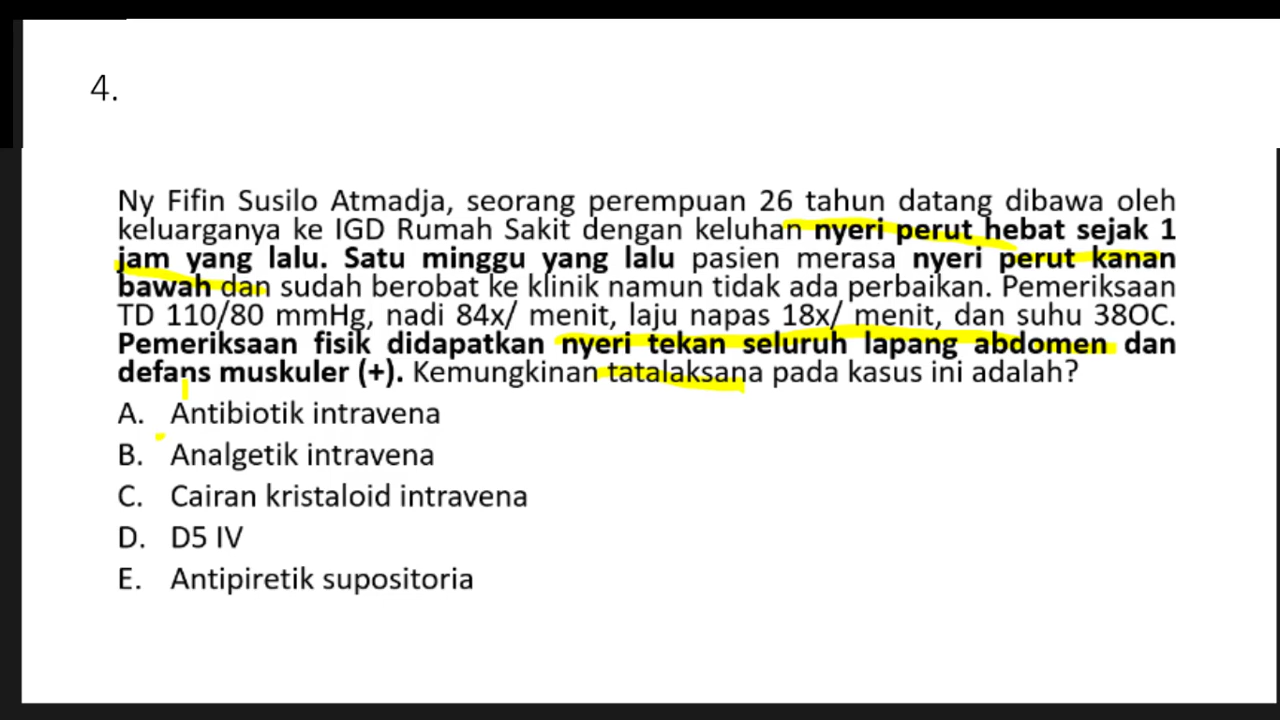 4.
Ny Fifin Susilo Atmadja, seorang perempuan 26 tahun datang dibawa oleh
keluarganya ke IGD Rumah Sakit dengan keluhan nyeri perut hebat sejak 1
jam yang lalu. Satu minggu yang lalu pasien merasa nyeri perut kanan
bawah dan sudah berobat ke klinik namun tidak ada perbaikan. Pemeriksaan
TD 110/80 mmHg, nadi 84x/ menit, laju napas 18x/ menit, dan suhu 38OC.
Pemeriksaan fisik didapatkan nyeri tekan seluruh lapang abdomen dan
defans muskuler (+). Kemungkinan tatalaksana pada kasus ini adalah?
A. Antibiotik intravena
B. Analgetik intravena
C. Cairan kristaloid intravena
D. D5 IV
E. Antipiretik supositoria